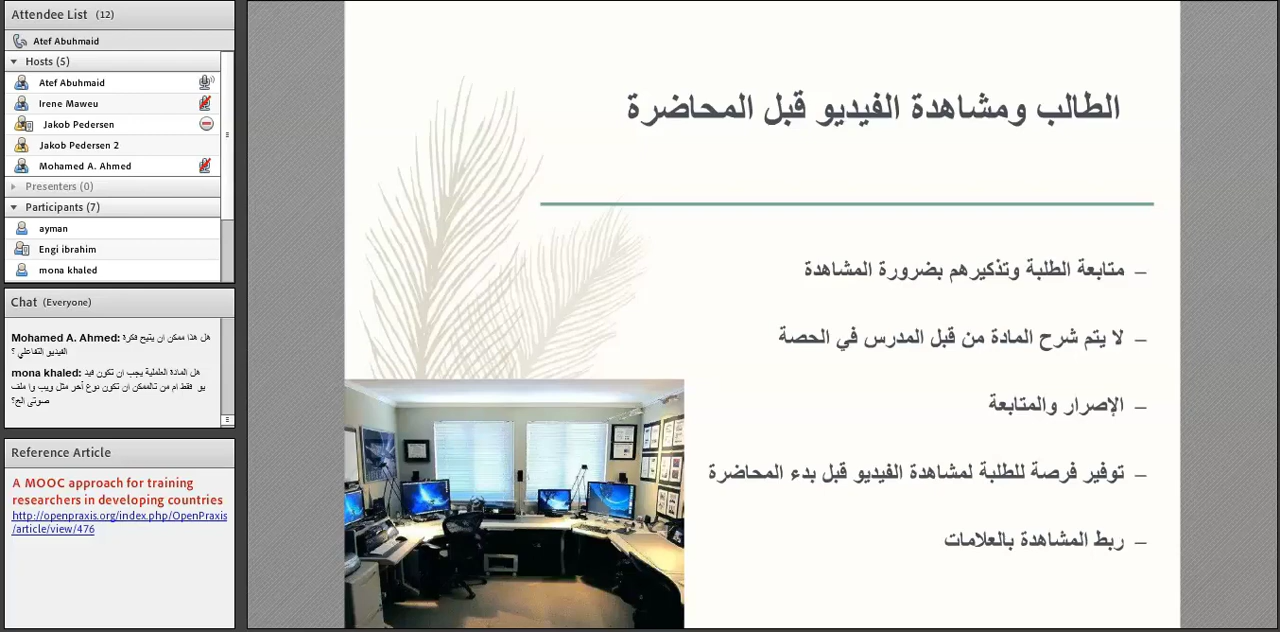 Attendee List (12)
Atef Abuhmaid
Hosts (5)
Atef Abuhmaid
Irene Maweu
Jakob Pedersen
Jakob Pedersen 2
Mohamed A. Ahmed
Presenters (0)
Participants (7)
ayman
Engi ibrahim
mona khaled
Chat (Everyone)
Mohamed A. Ahmed: هل هذا ممكن ان يتيح فكرة
الفيديو التفاعلي ؟
mona khaled: هل المادة العلملية يجب ان تكون فيد
يو فقط ام من تالممكن ان تكون نوع أخر مثل ويب وا ملف
صوتى الخ؟
Reference Article
A MOOC approach for training
researchers in developing countries
http://openpraxis.org/index.php/OpenPraxis
/article/view/476
الطالب ومشاهدة الفيديو قبل المحاضرة
– متابعة الطلبة وتذكيرهم بضرورة المشاهدة
– لا يتم شرح المادة من قبل المدرس في الحصة
– الإصرار والمتابعة
– توفير فرصة للطلبة لمشاهدة الفيديو قبل بدء المحاضرة
– ربط المشاهدة بالعلامات